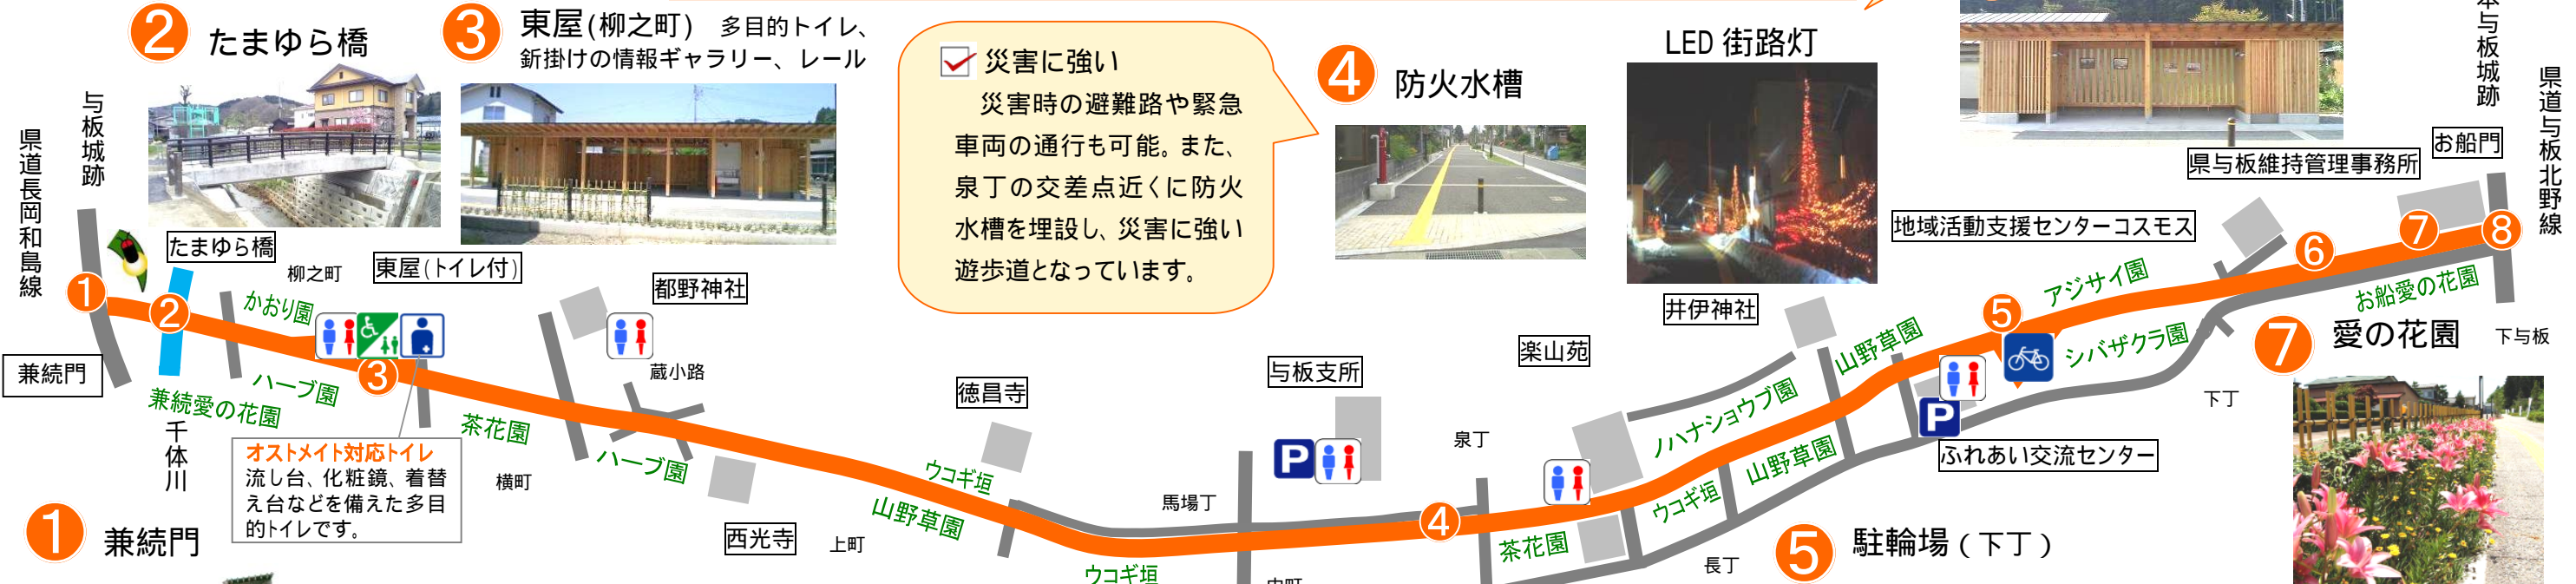 ② たまゆら橋
③ 東屋(柳之町) 多目的トイレ、
釿掛けの情報ギャラリー、レール
災害に強い
災害時の避難路や緊急
車両の通行も可能。また、
泉丁の交差点近くに防火
水槽を埋設し、災害に強い
遊歩道となっています。
④ 防火水槽
LED 街路灯
本与板城跡
県道与板北野線
お船門
県与板維持管理事務所
地域活動支援センターコスモス
与板城跡
県道長岡和島線
たまゆら橋
柳之町
東屋(トイレ付)
都野神社
井伊神社
楽山苑
与板支所
徳昌寺
蔵小路
①
②
③
④
⑤
⑥
⑦
⑧
かおり園
ハーブ園
兼続愛の花園
兼続門
千体川
茶花園
横町
ハーブ園
西光寺
上町
ウコギ垣
山野草園
馬場丁
P
泉丁
ウコギ垣
茶花園
ノハナショウブ園
山野草園
ウコギ垣
山野草園
長丁
P
ふれあい交流センター
アジサイ園
シバザクラ園
お船愛の花園
下丁
下与板
オストメイト対応トイレ
流し台、化粧鏡、着替
え台などを備えた多目
的トイレです。
① 兼続門
⑤ 駐輪場(下丁)
⑦ 愛の花園